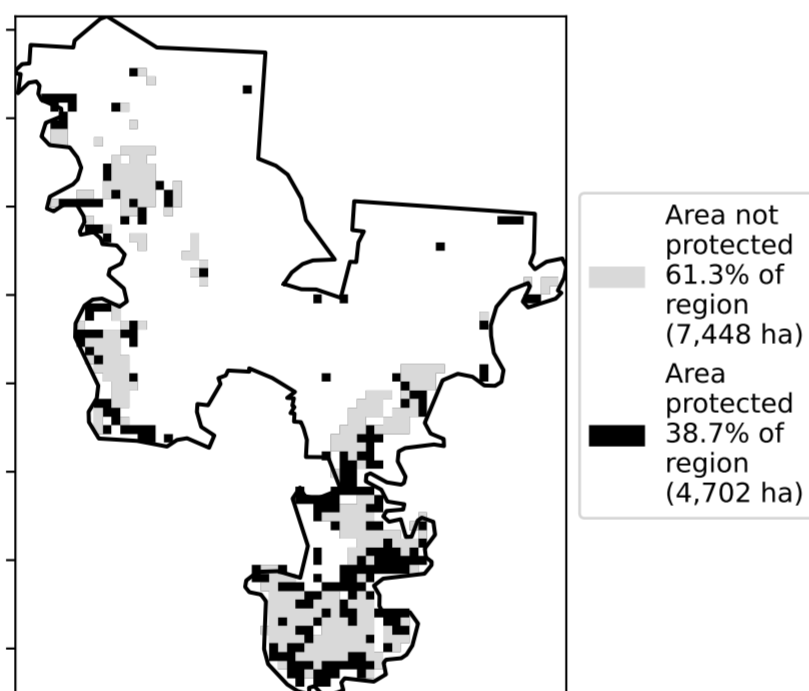 Area not
protected
61.3% of
region
(7,448 ha)
Area
protected
38.7% of
region
(4,702 ha)